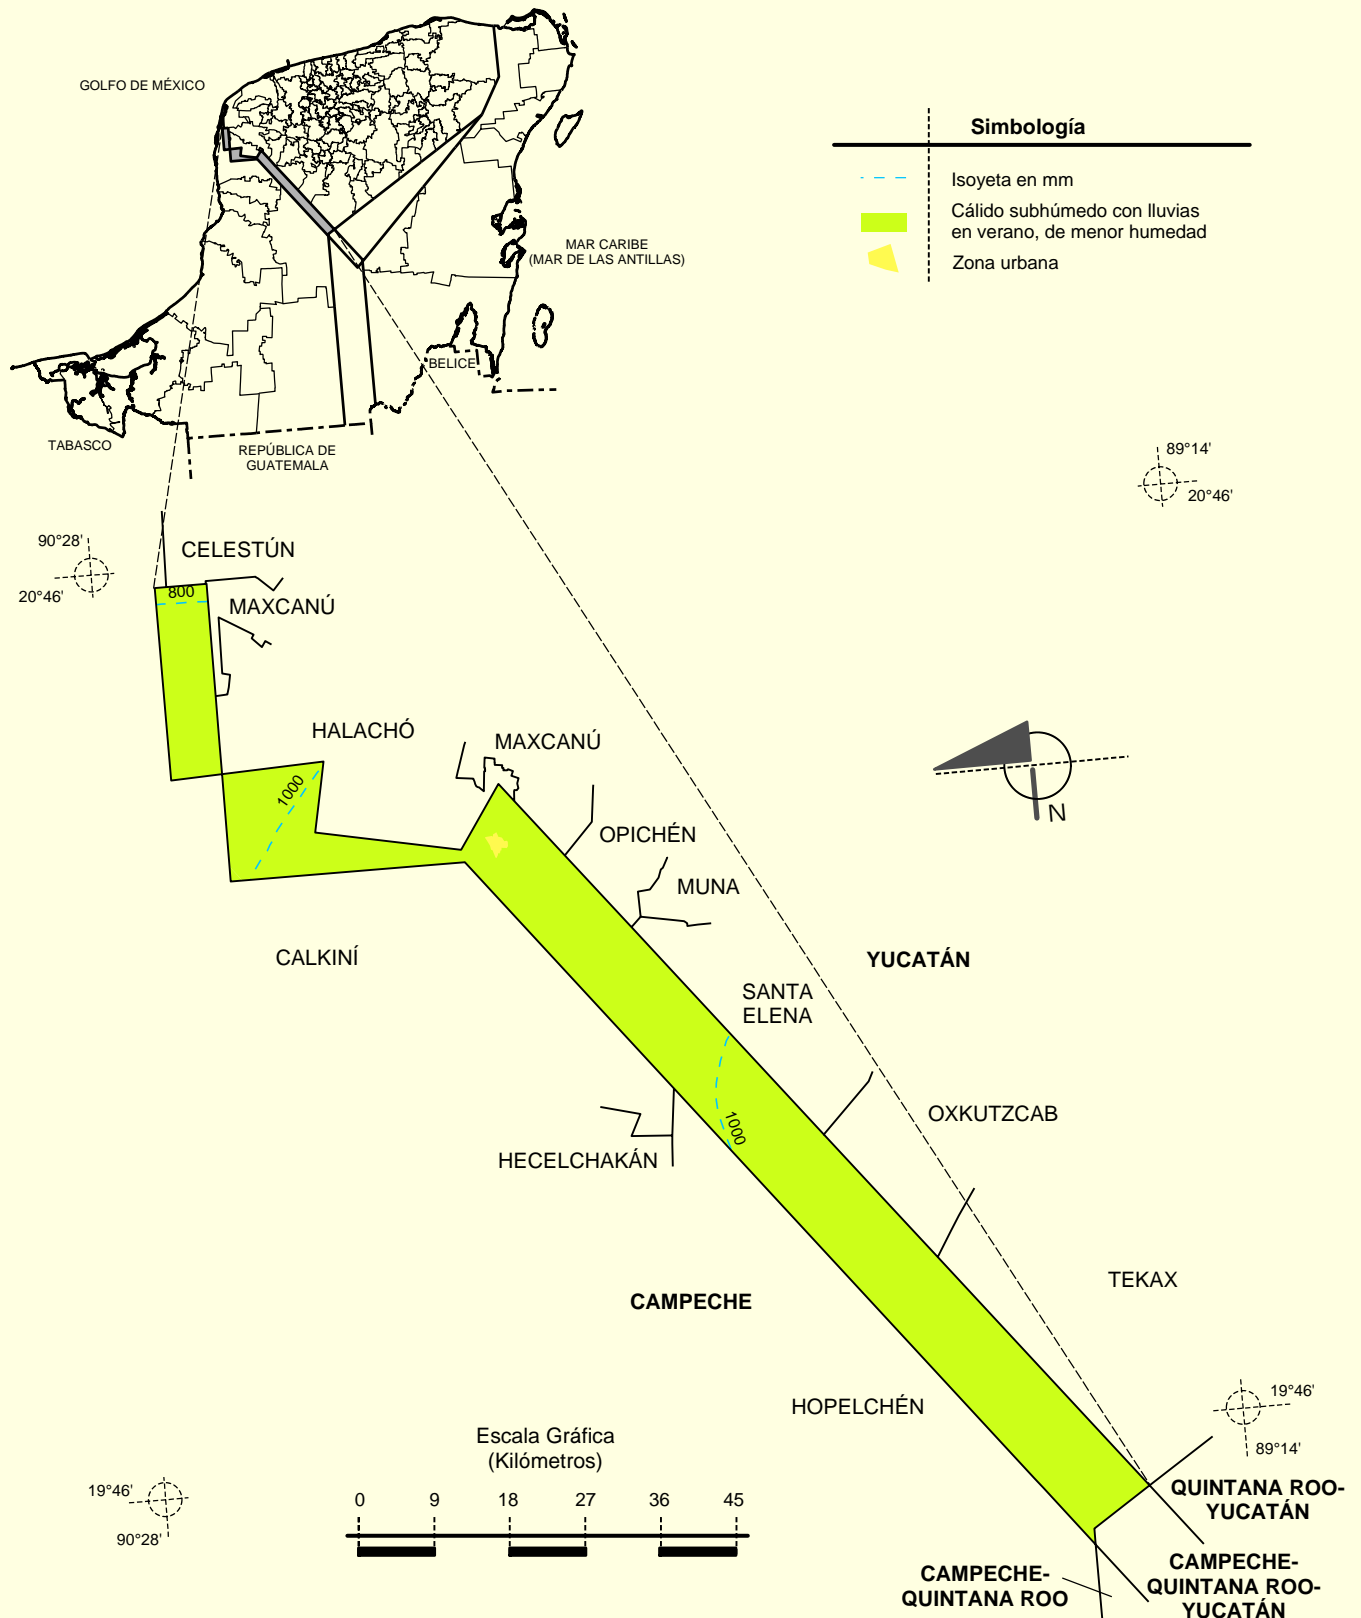 GOLFO DE MÉXICO
MAR CARIBE
(MAR DE LAS ANTILLAS)
BELICE
TABASCO
REPÚBLICA DE
GUATEMALA
Simbología
Isoyeta en mm
Cálido subhúmedo con lluvias
en verano, de menor humedad
Zona urbana
89°14'
20°46'
90°28'
20°46'
CELESTÚN
800
MAXCANÚ
HALACHÓ
MAXCANÚ
1000
N
OPICHÉN
MUNA
CALKINÍ
YUCATÁN
SANTA
ELENA
1000
OXKUTZCAB
HECELCHAKÁN
TEKAX
CAMPECHE
HOPELCHÉN
19°46'
89°14'
Escala Gráfica
(Kilómetros)
0 9 18 27 36 45
19°46'
90°28'
QUINTANA ROO-
YUCATÁN
CAMPECHE-
QUINTANA ROO
CAMPECHE-
QUINTANA ROO-
YUCATÁN